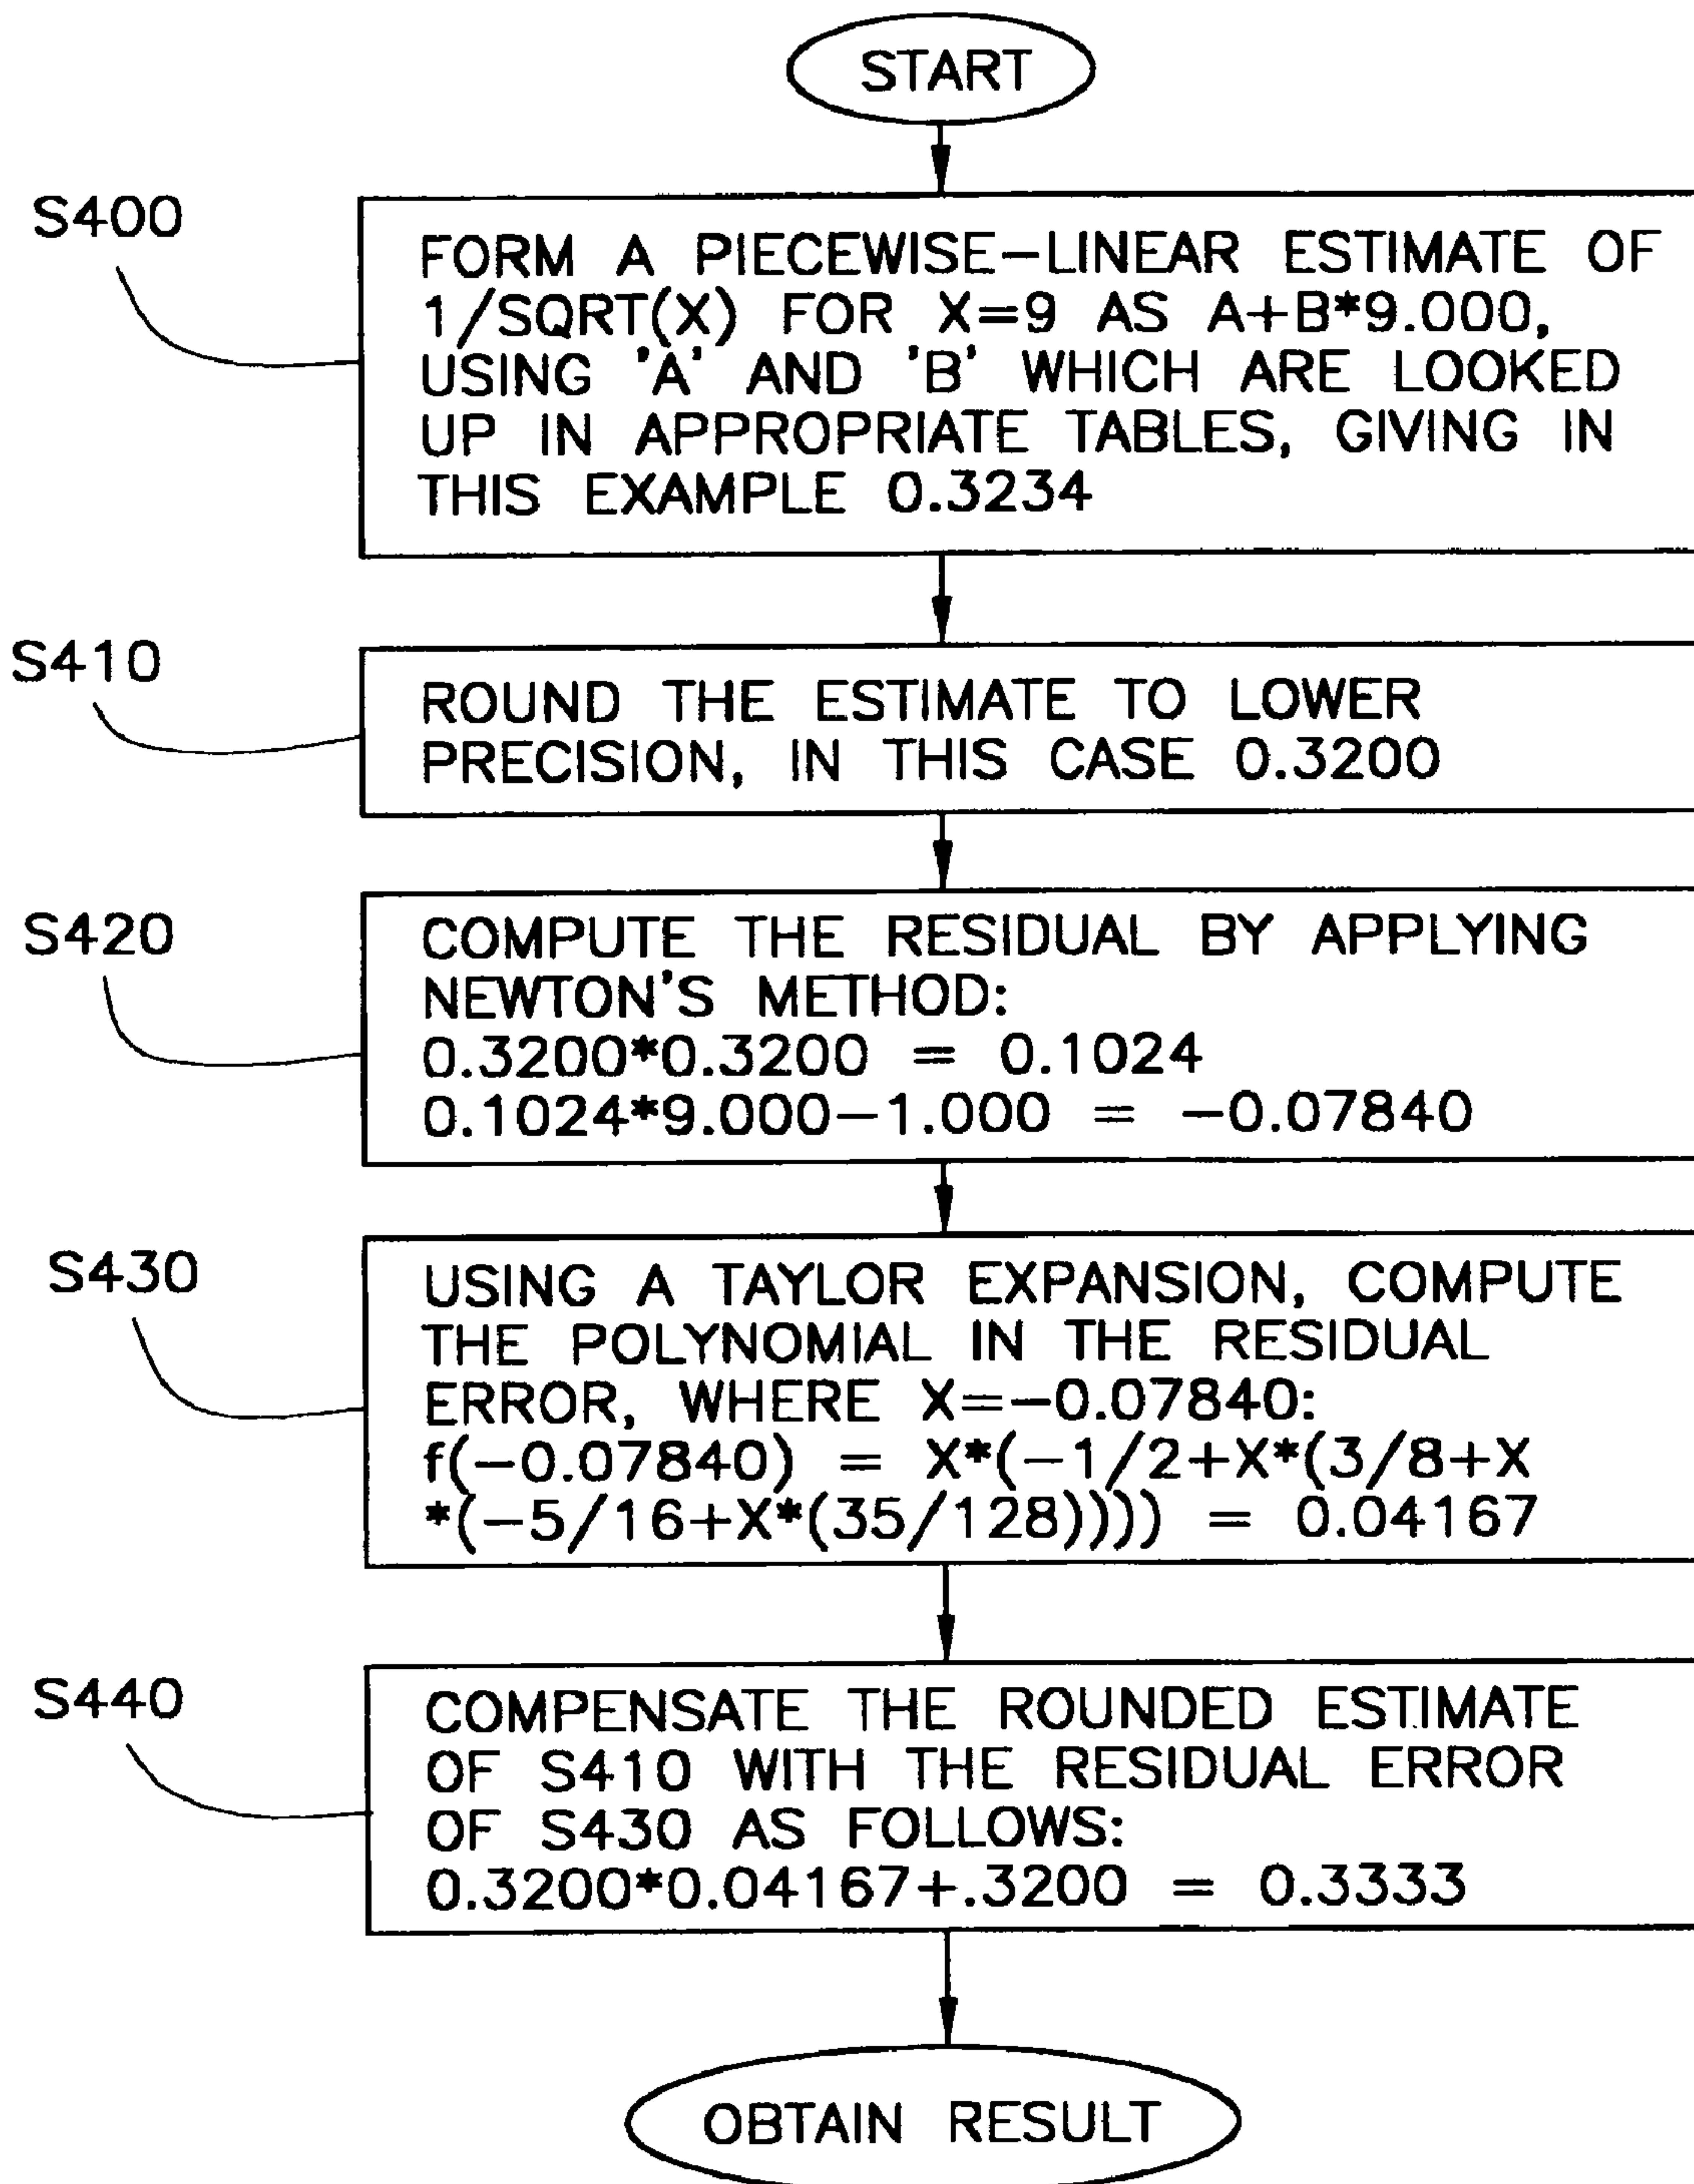 START
S400
FORM A PIECEWISE-LINEAR ESTIMATE OF
1/SQRT(X) FOR X=9 AS A+B*9.000,
USING 'A' AND 'B' WHICH ARE LOOKED
UP IN APPROPRIATE TABLES, GIVING IN
THIS EXAMPLE 0.3234
S410
ROUND THE ESTIMATE TO LOWER
PRECISION, IN THIS CASE 0.3200
S420
COMPUTE THE RESIDUAL BY APPLYING
NEWTON'S METHOD:
0.3200*0.3200 = 0.1024
0.1024*9.000-1.000 = -0.07840
S430
USING A TAYLOR EXPANSION, COMPUTE
THE POLYNOMIAL IN THE RESIDUAL
ERROR, WHERE X=-0.07840:
f(-0.07840) = X*(-1/2+X*(3/8+X
*(-5/16+X*(35/128)))) = 0.04167
S440
COMPENSATE THE ROUNDED ESTIMATE
OF S410 WITH THE RESIDUAL ERROR
OF S430 AS FOLLOWS:
0.3200*0.04167+.3200 = 0.3333
OBTAIN RESULT